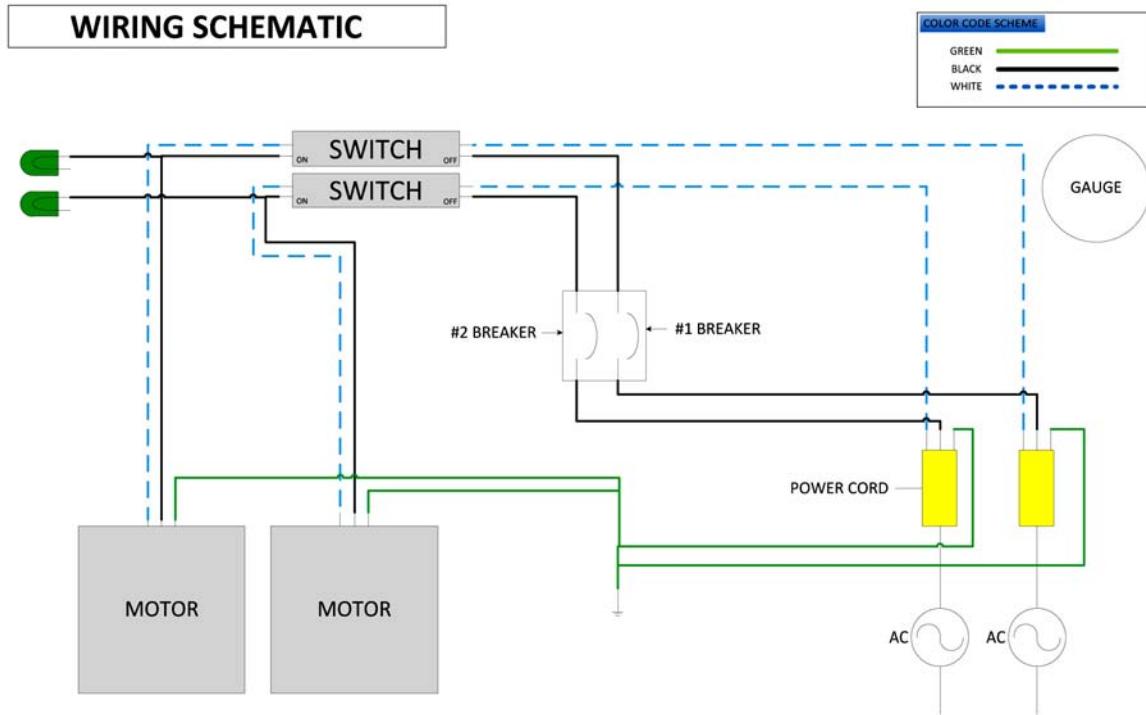 WIRING SCHEMATIC
COLOR CODE SCHEME
GREEN
BLACK
WHITE
SWITCH
ON
OFF
SWITCH
ON
OFF
GAUGE
#2 BREAKER
#1 BREAKER
POWER CORD
MOTOR
MOTOR
AC
AC